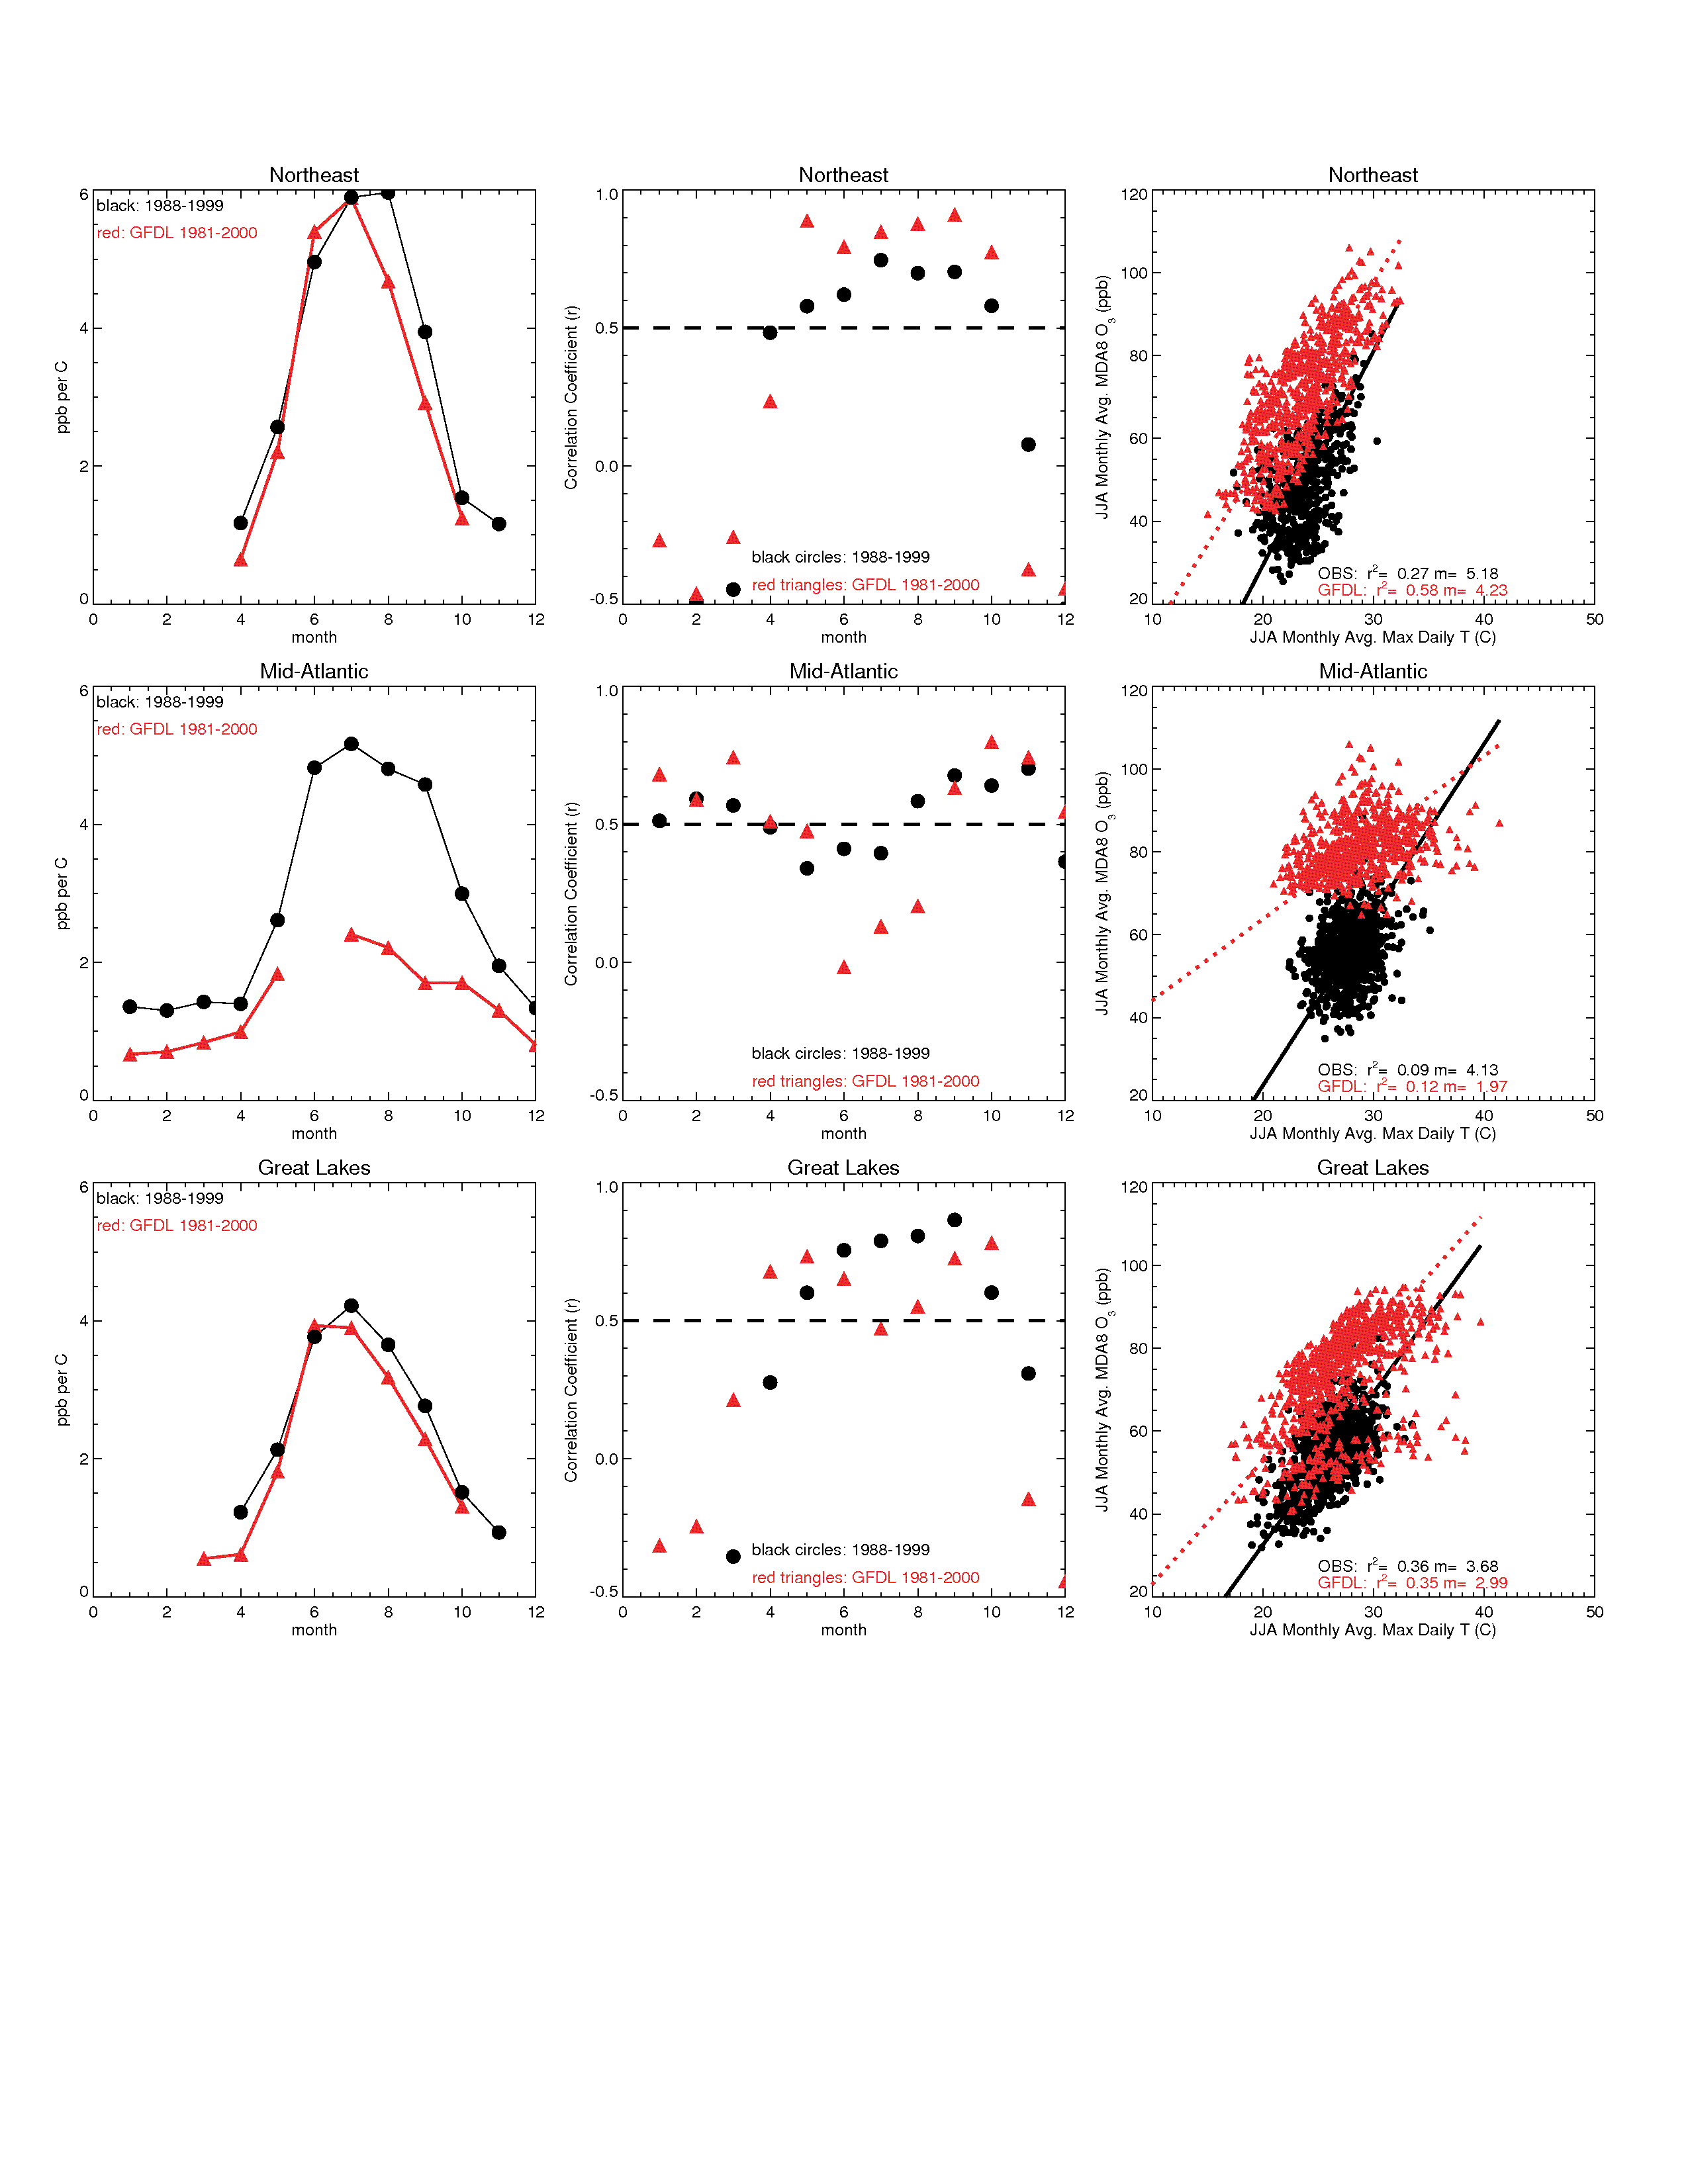 Northeast
black: 1988-1999
red: GFDL 1981-2000
ppb per C
6
4
2
0
0 2 4 6 8 10 12
month
Northeast
Correlation Coefficient (r)
1.0
0.5
0.0
-0.5
black circles: 1988-1999
red triangles: GFDL 1981-2000
0 2 4 6 8 10 12
month
Northeast
JJA Monthly Avg. MDA8 O3 (ppb)
120
100
80
60
40
20
OBS: r2= 0.27 m= 5.18
GFDL: r2= 0.58 m= 4.23
10 20 30 40 50
JJA Monthly Avg. Max Daily T (C)
Mid-Atlantic
black: 1988-1999
red: GFDL 1981-2000
ppb per C
6
4
2
0
0 2 4 6 8 10 12
month
Mid-Atlantic
Correlation Coefficient (r)
1.0
0.5
0.0
-0.5
black circles: 1988-1999
red triangles: GFDL 1981-2000
0 2 4 6 8 10 12
month
Mid-Atlantic
JJA Monthly Avg. MDA8 O3 (ppb)
120
100
80
60
40
20
OBS: r2= 0.09 m= 4.13
GFDL: r2= 0.12 m= 1.97
10 20 30 40 50
JJA Monthly Avg. Max Daily T (C)
Great Lakes
black: 1988-1999
red: GFDL 1981-2000
ppb per C
6
4
2
0
0 2 4 6 8 10 12
month
Great Lakes
Correlation Coefficient (r)
1.0
0.5
0.0
-0.5
black circles: 1988-1999
red triangles: GFDL 1981-2000
0 2 4 6 8 10 12
month
Great Lakes
JJA Monthly Avg. MDA8 O3 (ppb)
120
100
80
60
40
20
OBS: r2= 0.36 m= 3.68
GFDL: r2= 0.35 m= 2.99
10 20 30 40 50
JJA Monthly Avg. Max Daily T (C)